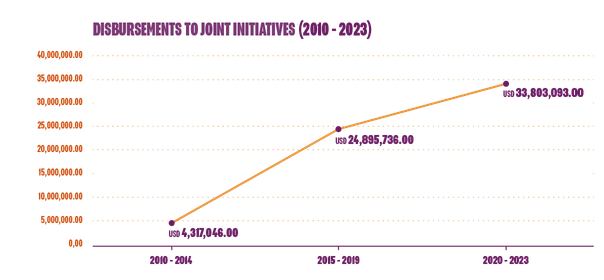 DISBURSEMENTS TO JOINT INITIATIVES (2010 - 2023)
40,000,000.00
35,000,000.00
USD 33,803,093.00
30,000,000.00
25,000,000.00
USD 24,895,736.00
20,000,000.00
15,000,000.00
10,000,000.00
5,000,000.00
USD 4,317,046.00
0,00
2010 - 2014
2015 - 2019
2020 - 2023